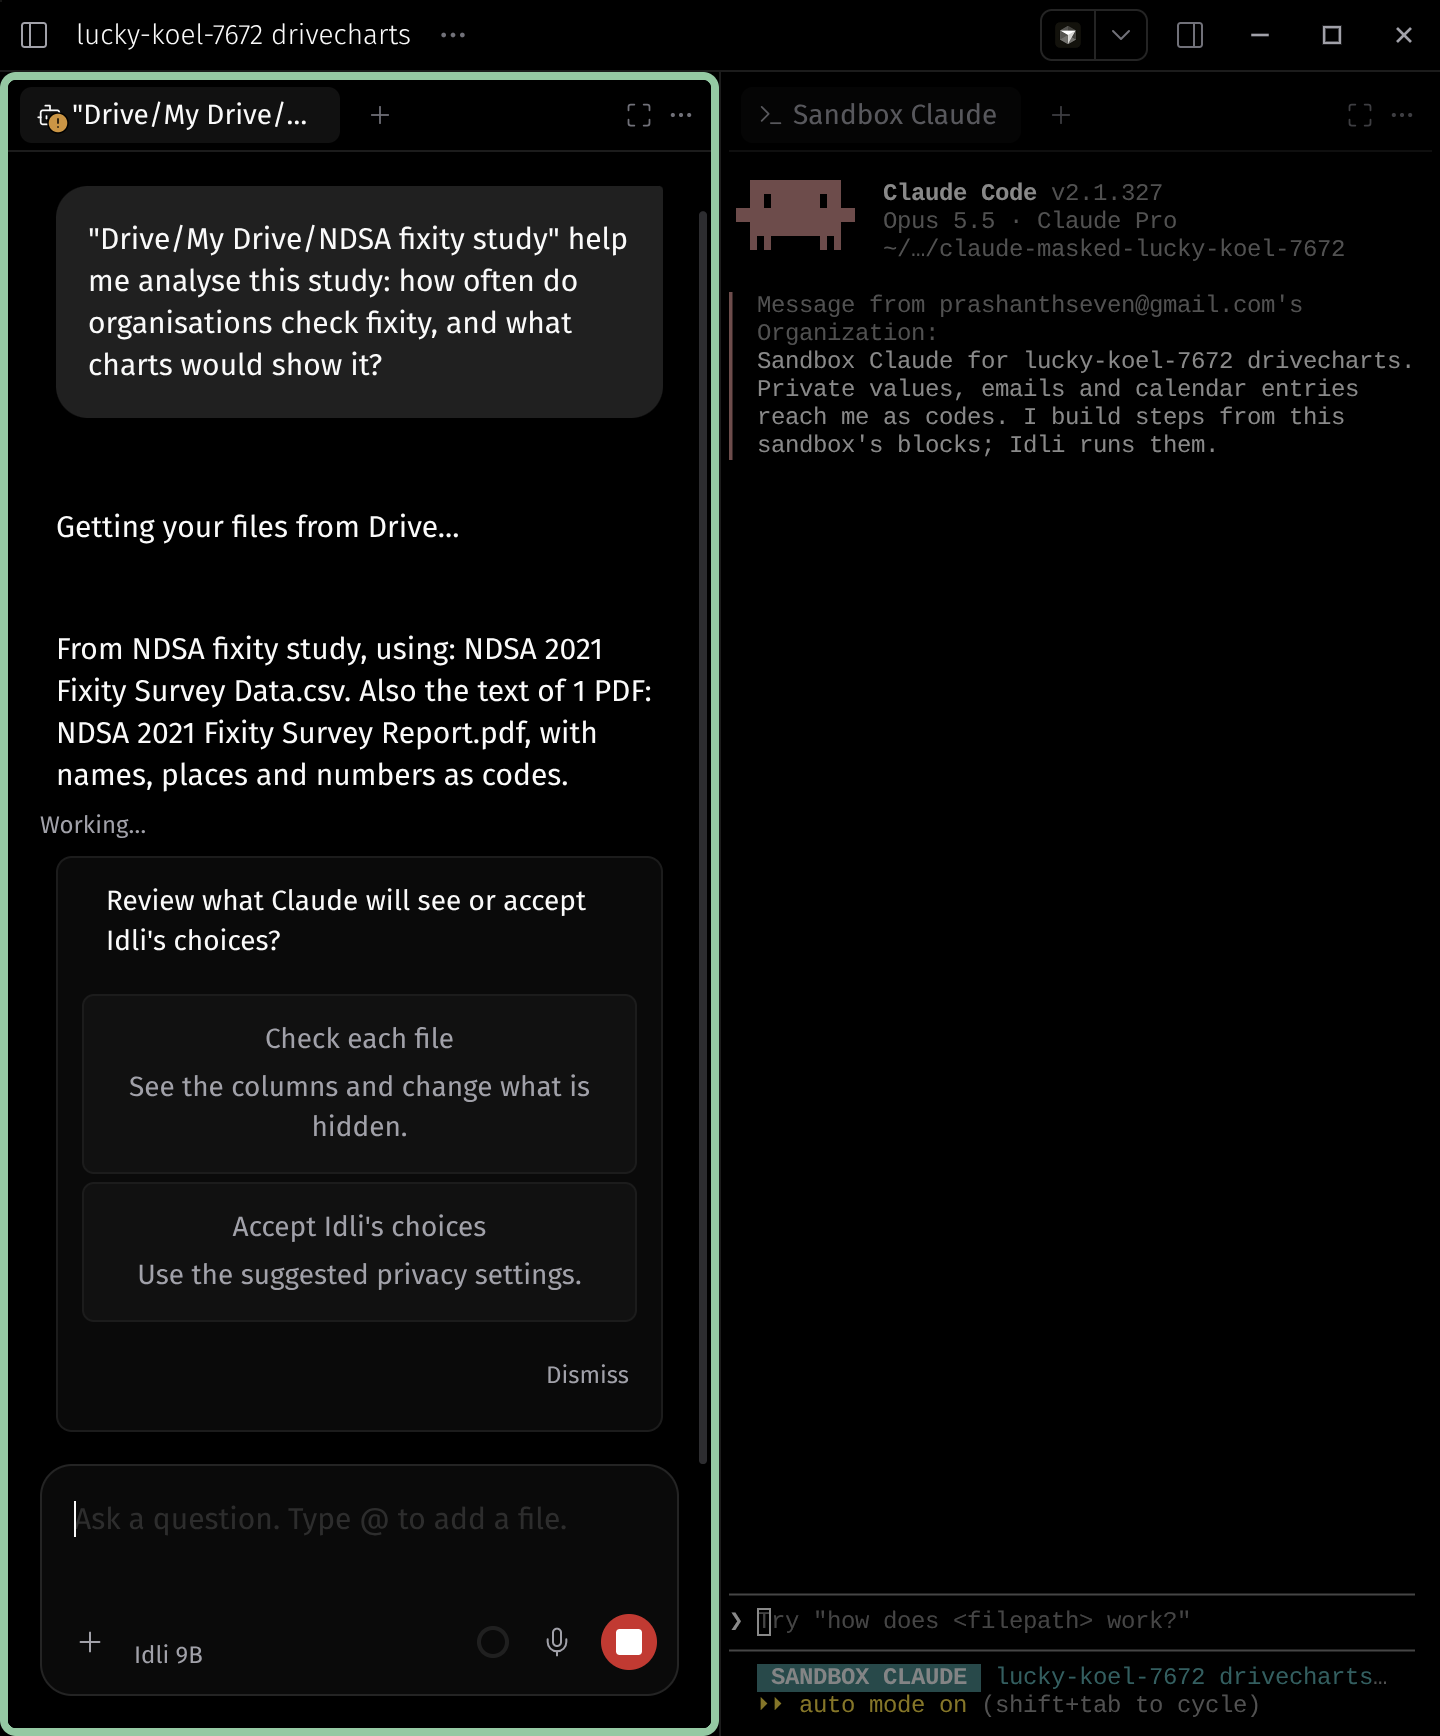 lucky-koel-7672 drivecharts
"Drive/My Drive/...
"Drive/My Drive/NDSA fixity study" help
me analyse this study: how often do
organisations check fixity, and what
charts would show it?
Getting your files from Drive...
From NDSA fixity study, using: NDSA 2021
Fixity Survey Data.csv. Also the text of 1 PDF:
NDSA 2021 Fixity Survey Report.pdf, with
names, places and numbers as codes.
Working...
Review what Claude will see or accept
Idli's choices?
Check each file
See the columns and change what is
hidden.
Accept Idli's choices
Use the suggested privacy settings.
Dismiss
Ask a question. Type @ to add a file.
Idli 9B
Sandbox Claude
Claude Code v2.1.327
Opus 5.5 · Claude Pro
~/…/claude-masked-lucky-koel-7672
Message from prashanthseven@gmail.com's
Organization:
Sandbox Claude for lucky-koel-7672 drivecharts.
Private values, emails and calendar entries
reach me as codes. I build steps from this
sandbox's blocks; Idli runs them.
❯ Try "how does <filepath> work?"
SANDBOX CLAUDE lucky-koel-7672 drivecharts…
⏵⏵ auto mode on (shift+tab to cycle)